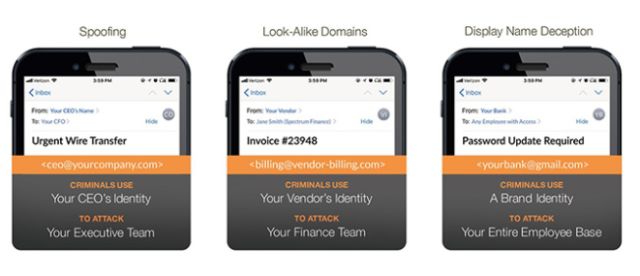 Spoofing
Verizon 3:59 PM
Inbox
From: Your CEO's Name
To: Your CFO Hide
CO
Urgent Wire Transfer
<ceo@yourcompany.com>
CRIMINALS USE
Your CEO's Identity
TO ATTACK
Your Executive Team
Look-Alike Domains
Verizon 3:59 PM
Inbox
From: Your Vendor
To: Jane Smith (Spectrum Finance) Hide
Invoice #23948
<billing@vendor-billing.com>
CRIMINALS USE
Your Vendor's Identity
TO ATTACK
Your Finance Team
Display Name Deception
Verizon 3:59 PM
Inbox
From: Your Bank
To: Any Employee with Access Hide
YB
Password Update Required
<yourbank@gmail.com>
CRIMINALS USE
A Brand Identity
TO ATTACK
Your Entire Employee Base